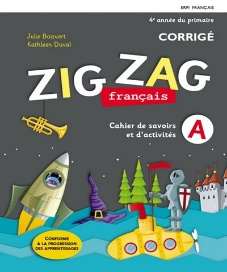 ERPI FRANÇAIS
4e année du primaire
CORRIGÉ
Julie Boisvert
Kathleen Duval
ZIG ZAG
français
Cahier de savoirs
et d'activités
A
CONFORME
À LA PROGRESSION
DES APPRENTISSAGES